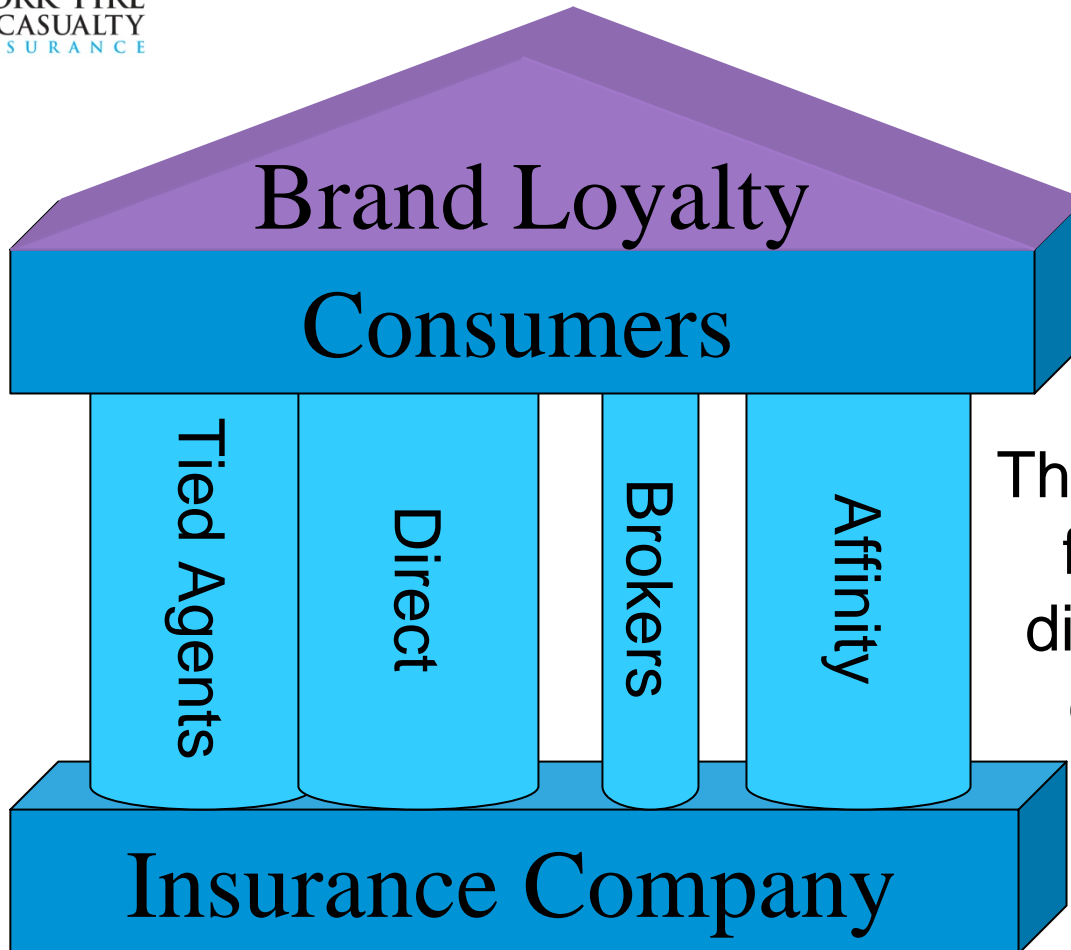 CASUALTY
Brand Loyalty
Consumers
Tied Agents
Direct
Brokers
Affinity
Insurance Company